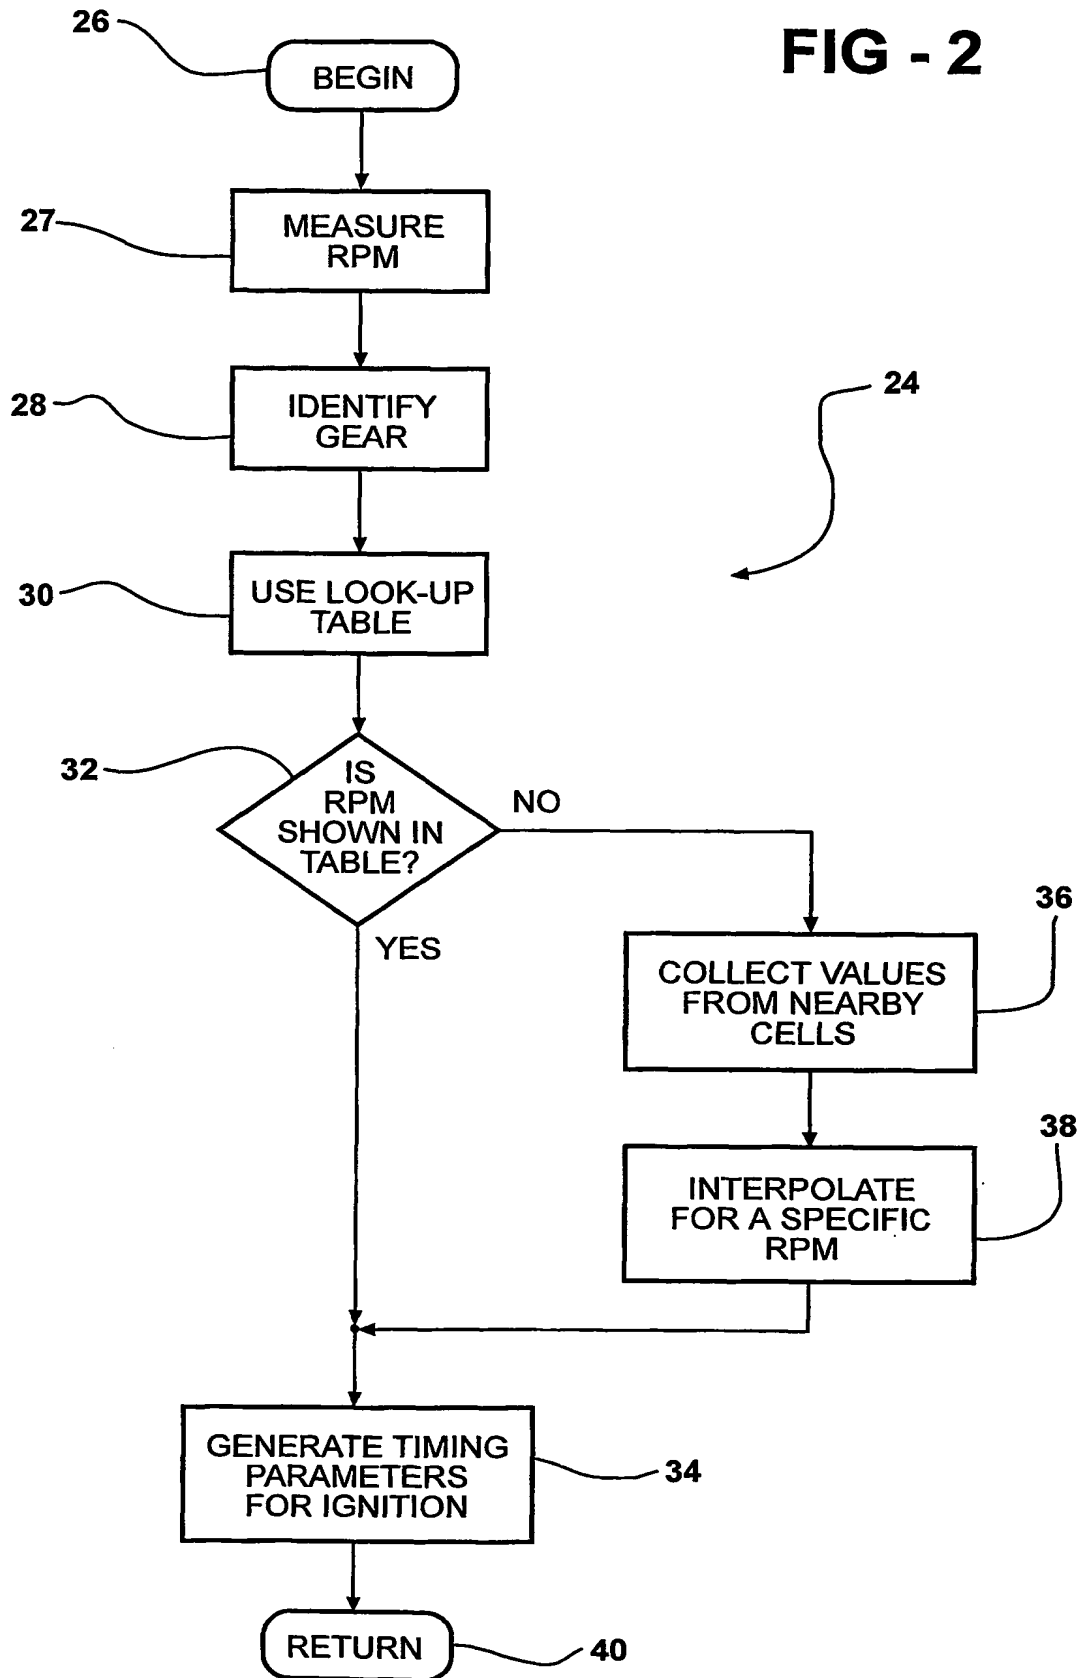 26
BEGIN
FIG - 2
27
MEASURE
RPM
28
IDENTIFY
GEAR
24
30
USE LOOK-UP
TABLE
32
IS
RPM
SHOWN IN
TABLE?
NO
YES
36
COLLECT VALUES
FROM NEARBY
CELLS
38
INTERPOLATE
FOR A SPECIFIC
RPM
GENERATE TIMING
PARAMETERS
FOR IGNITION
34
RETURN
40